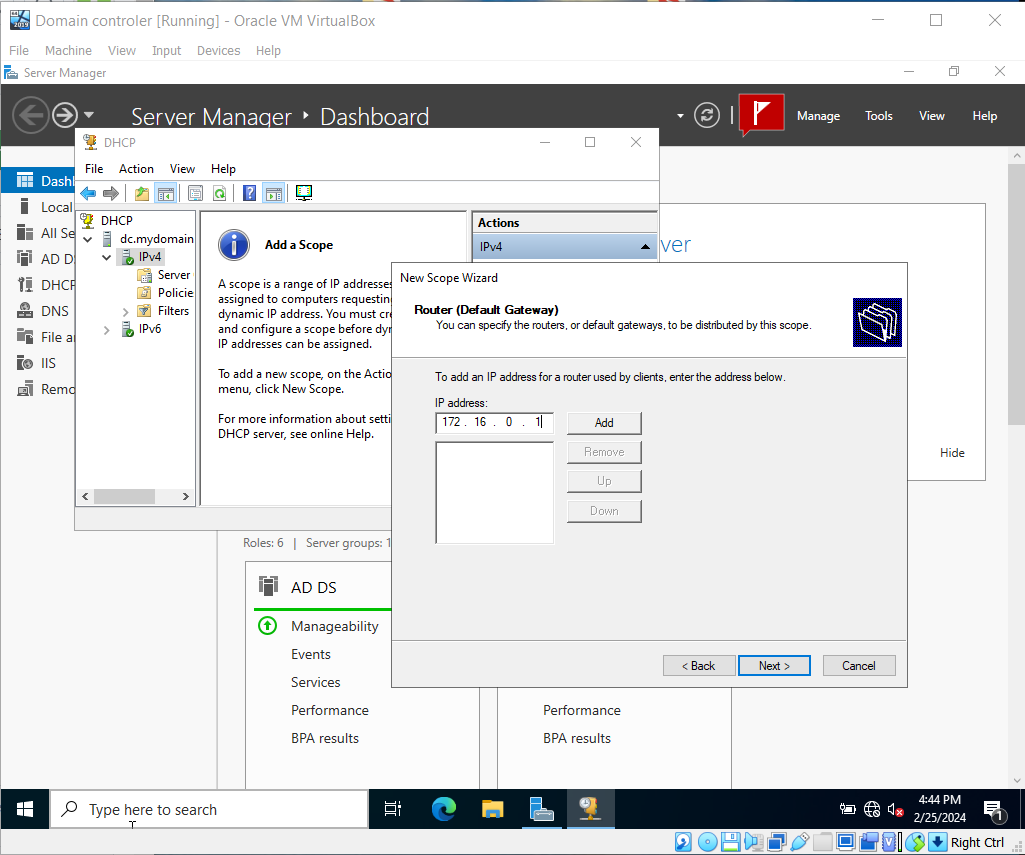 Domain controler [Running] - Oracle VM VirtualBox
File Machine View Input Devices Help
Server Manager
Server Manager ‣ Dashboard
Manage Tools View Help
DHCP
File Action View Help
Dashl
Local
All Se
AD D
DHCP
DNS
File a
IIS
Remo
DHCP
dc.mydomain
IPv4
Server
Policie
Filters
IPv6
Add a Scope
A scope is a range of IP addresses
assigned to computers requesting
dynamic IP address. You must cre
and configure a scope before dyn
IP addresses can be assigned.
To add a new scope, on the Actio
menu, click New Scope.
For more information about setti
DHCP server, see online Help.
Actions
IPv4
ver
Hide
New Scope Wizard
Router (Default Gateway)
You can specify the routers, or default gateways, to be distributed by this scope.
To add an IP address for a router used by clients, enter the address below.
IP address:
172 . 16 . 0 . 1
Add
Remove
Up
Down
< Back Next > Cancel
Roles: 6 | Server groups: 1
AD DS
Manageability
Events
Services
Performance
BPA results
Performance
BPA results
Type here to search
4:44 PM
2/25/2024
1
Right Ctrl